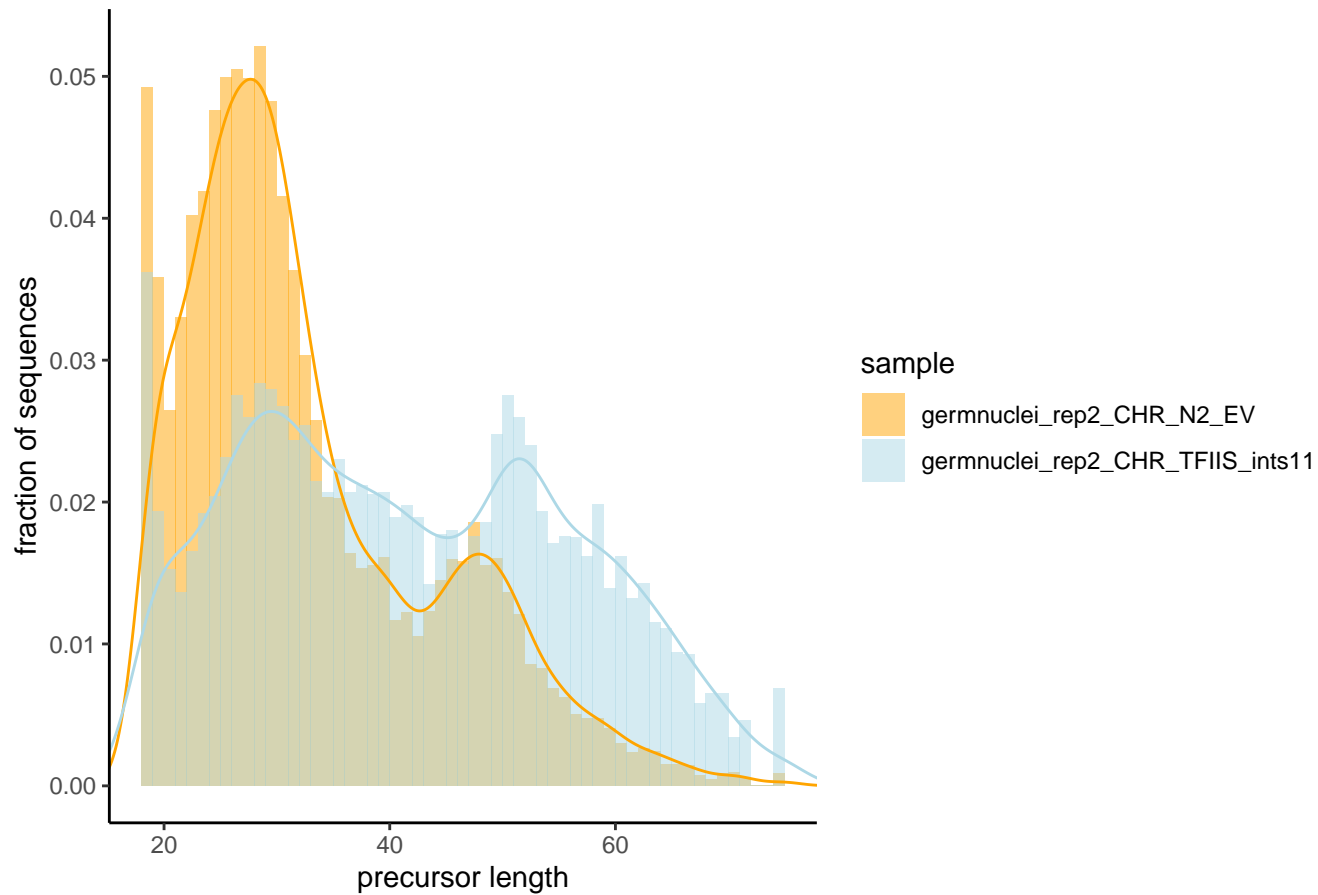 0.05
0.04
0.03
0.02
0.01
0.00
fraction of sequences
20
40
60
precursor length
sample
germnuclei_rep2_CHR_N2_EV
germnuclei_rep2_CHR_TFIIS_ints11